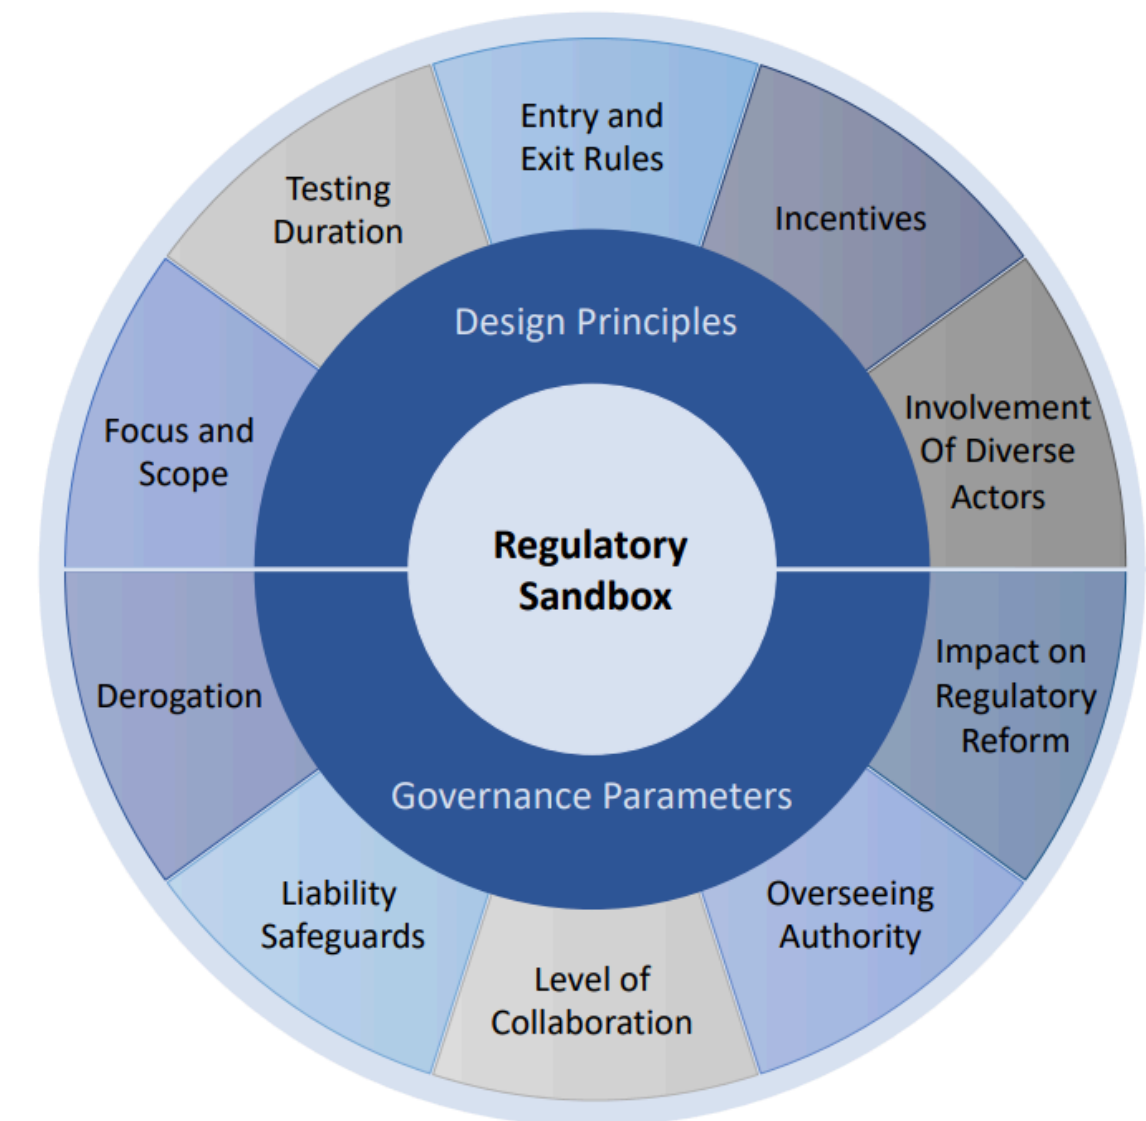 Entry and
Exit Rules
Testing
Duration
Incentives
Design Principles
Focus and
Scope
Involvement
Of Diverse
Actors
Regulatory
Sandbox
Derogation
Impact on
Regulatory
Reform
Governance Parameters
Liability
Safeguards
Overseeing
Authority
Level of
Collaboration